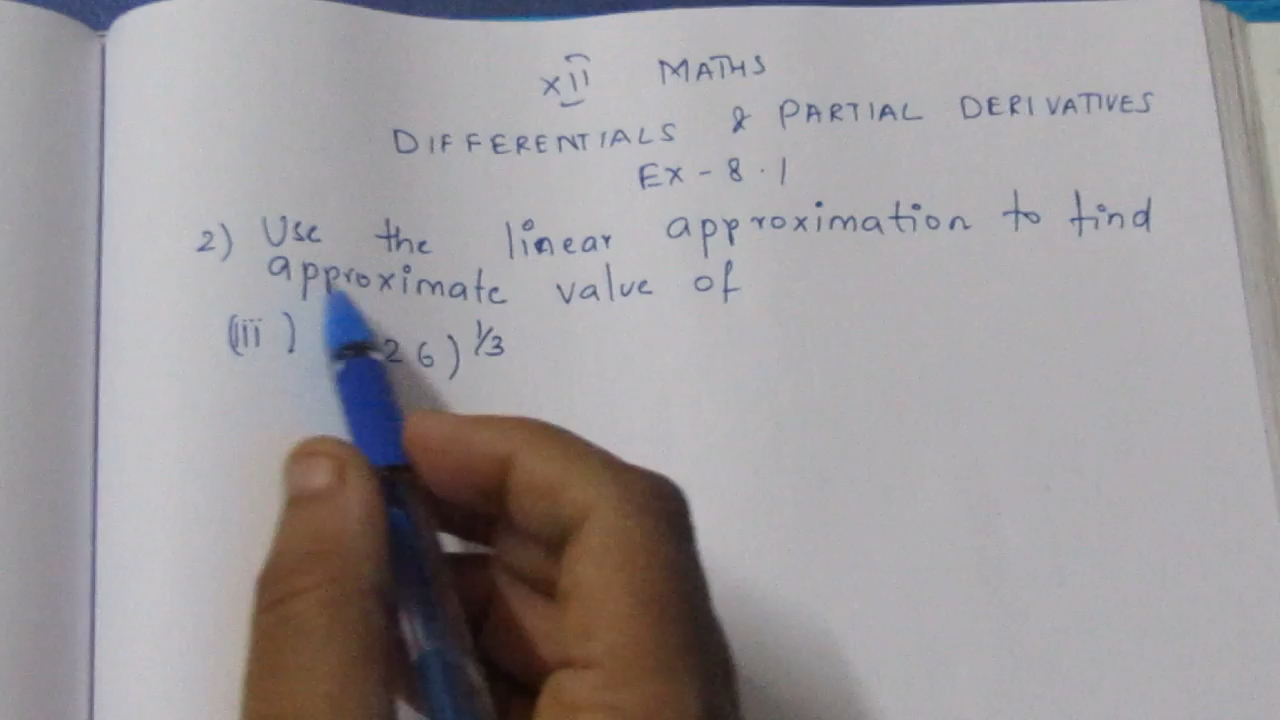 XII MATHS
DIFFERENTIALS & PARTIAL DERIVATIVES
EX - 8.1
2) Use the linear approximation to find
approximate value of
(iii) 26)^1/3